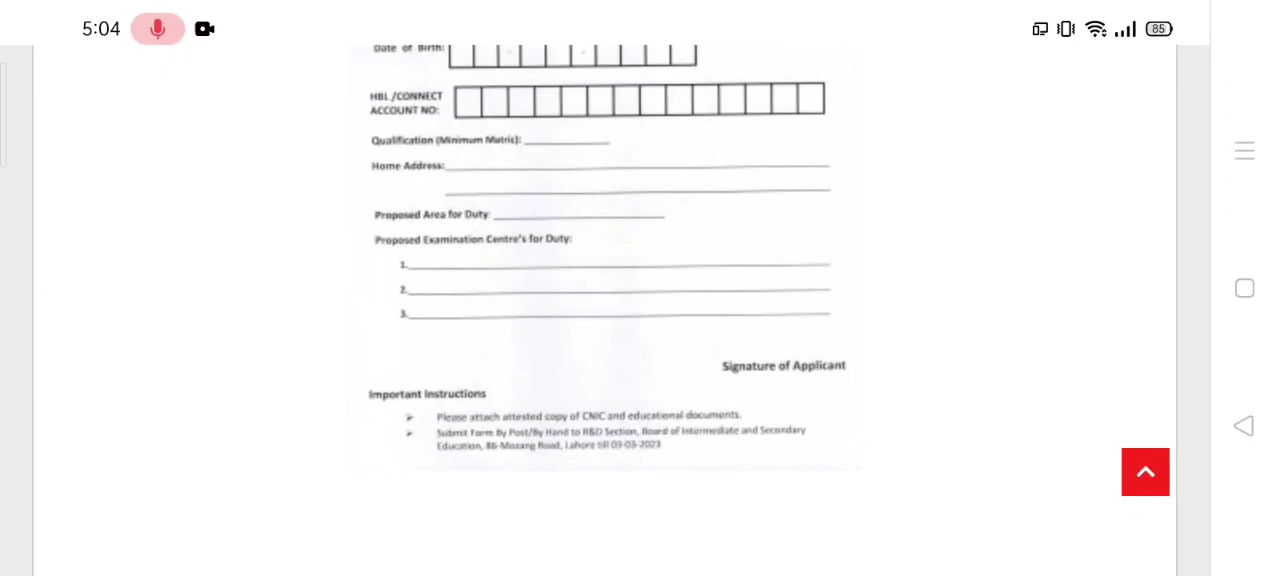 5:04
85
Date of Birth:
HBL /CONNECT
ACCOUNT NO:
Qualification (Minimum Matric):
Home Address:
Proposed Area for Duty:
Proposed Examination Centre's for Duty:
1.
2.
3.
Signature of Applicant
Important Instructions
➢ Please attach attested copy of CNIC and educational documents.
➢ Submit Form By Post/By Hand to R&D Section, Board of Intermediate and Secondary
Education, 86-Mozang Road, Lahore till 03-03-2023